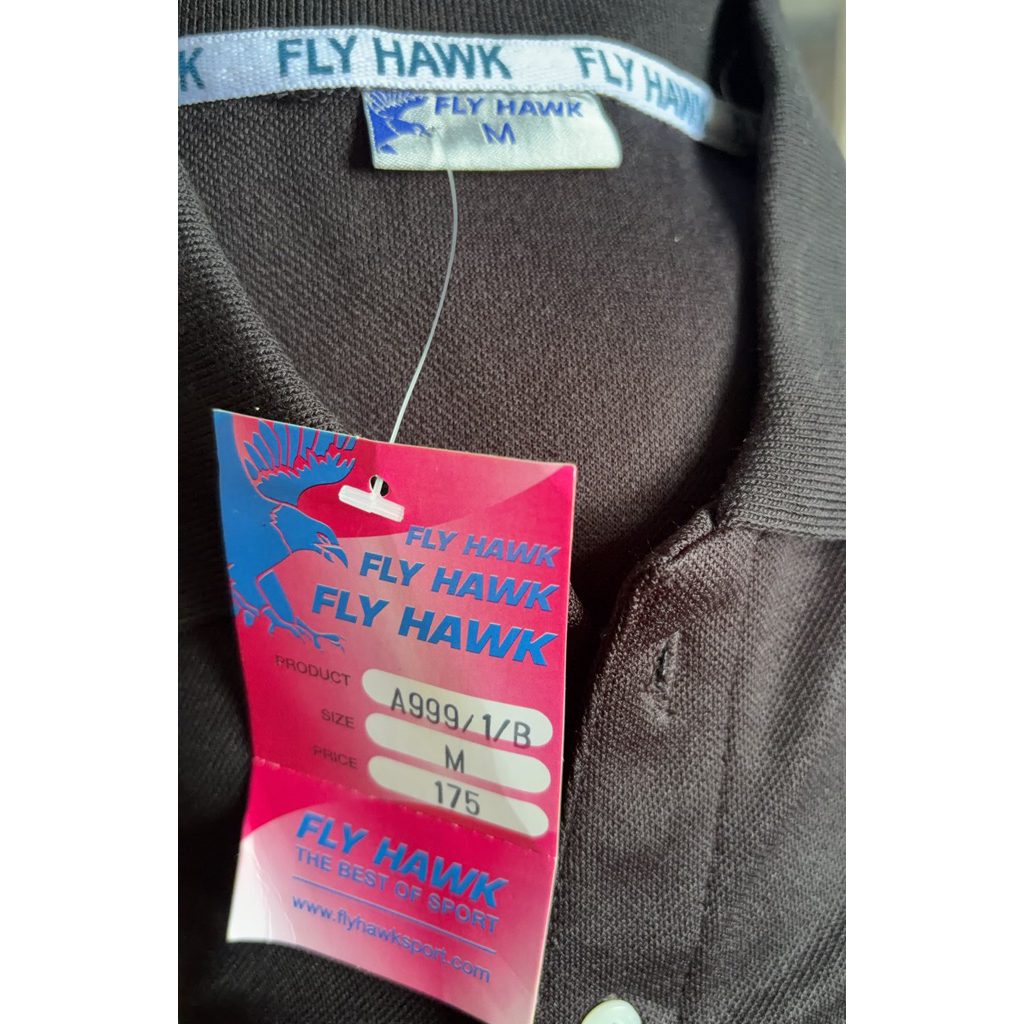 K FLY HAWK FLY HAWK
FLY HAWK
M
FLY HAWK
FLY HAWK
FLY HAWK
PRODUCT A999/1/B
SIZE M
PRICE 175
FLY HAWK
THE BEST OF SPORT
www.flyhawksport.com